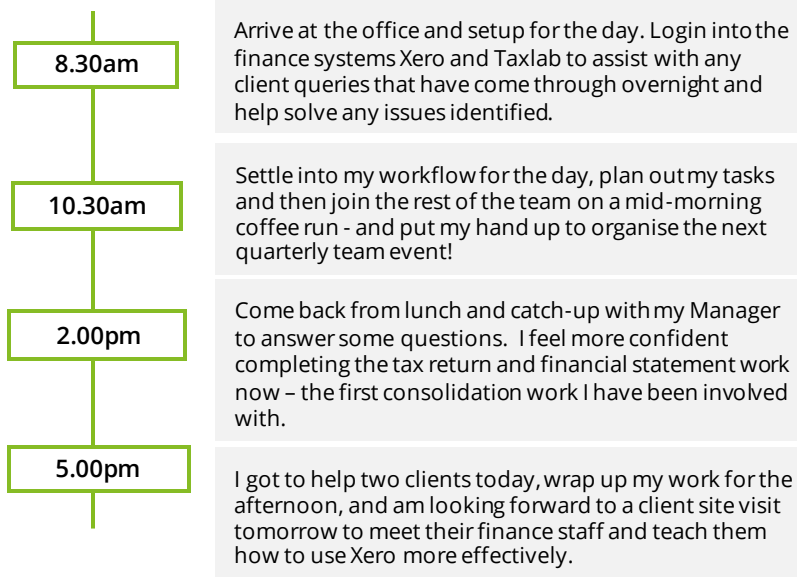 8.30am
Arrive at the office and setup for the day. Login into the
finance systems Xero and Taxlab to assist with any
client queries that have come through overnight and
help solve any issues identified.
10.30am
Settle into my workflow for the day, plan out my tasks
and then join the rest of the team on a mid-morning
coffee run - and put my hand up to organise the next
quarterly team event!
2.00pm
Come back from lunch and catch-up with my Manager
to answer some questions. I feel more confident
completing the tax return and financial statement work
now – the first consolidation work I have been involved
with.
5.00pm
I got to help two clients today, wrap up my work for the
afternoon, and am looking forward to a client site visit
tomorrow to meet their finance staff and teach them
how to use Xero more effectively.